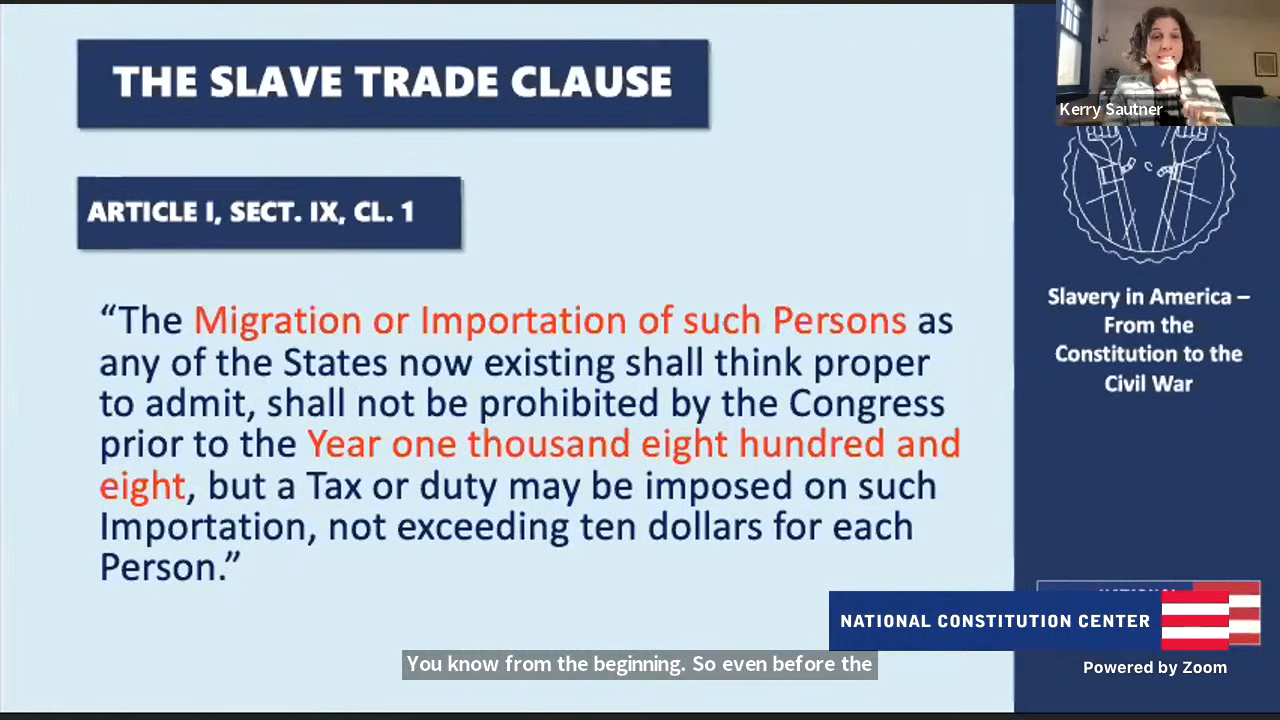 THE SLAVE TRADE CLAUSE
ARTICLE I, SECT. IX, CL. 1
“The Migration or Importation of such Persons as
any of the States now existing shall think proper
to admit, shall not be prohibited by the Congress
prior to the Year one thousand eight hundred and
eight, but a Tax or duty may be imposed on such
Importation, not exceeding ten dollars for each
Person.”
Kerry Sautner
Slavery in America –
From the
Constitution to the
Civil War
NATIONAL CONSTITUTION CENTER
Powered by Zoom
You know from the beginning. So even before the